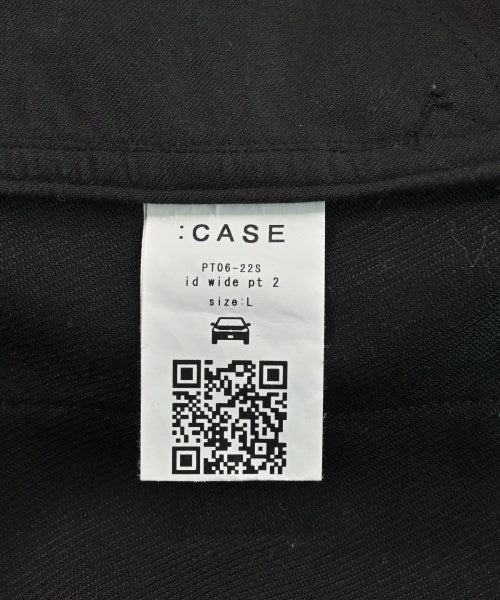 :CASE
PT06-22S
id wide pt 2
size:L